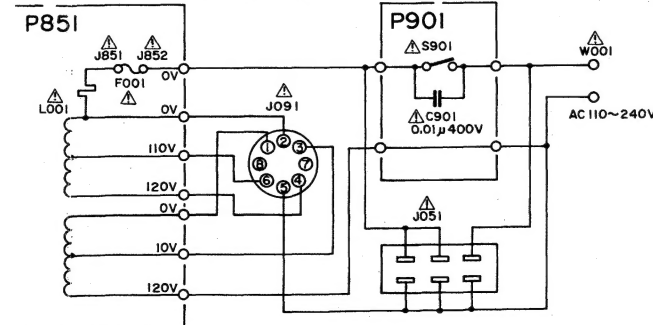 P851
P901
J851 J852
F001
L001
0V
0V
110V
120V
0V
10V
120V
J091
1
2
3
4
5
6
7
8
S901
C901
0.01μ400V
W001
AC110~240V
J051